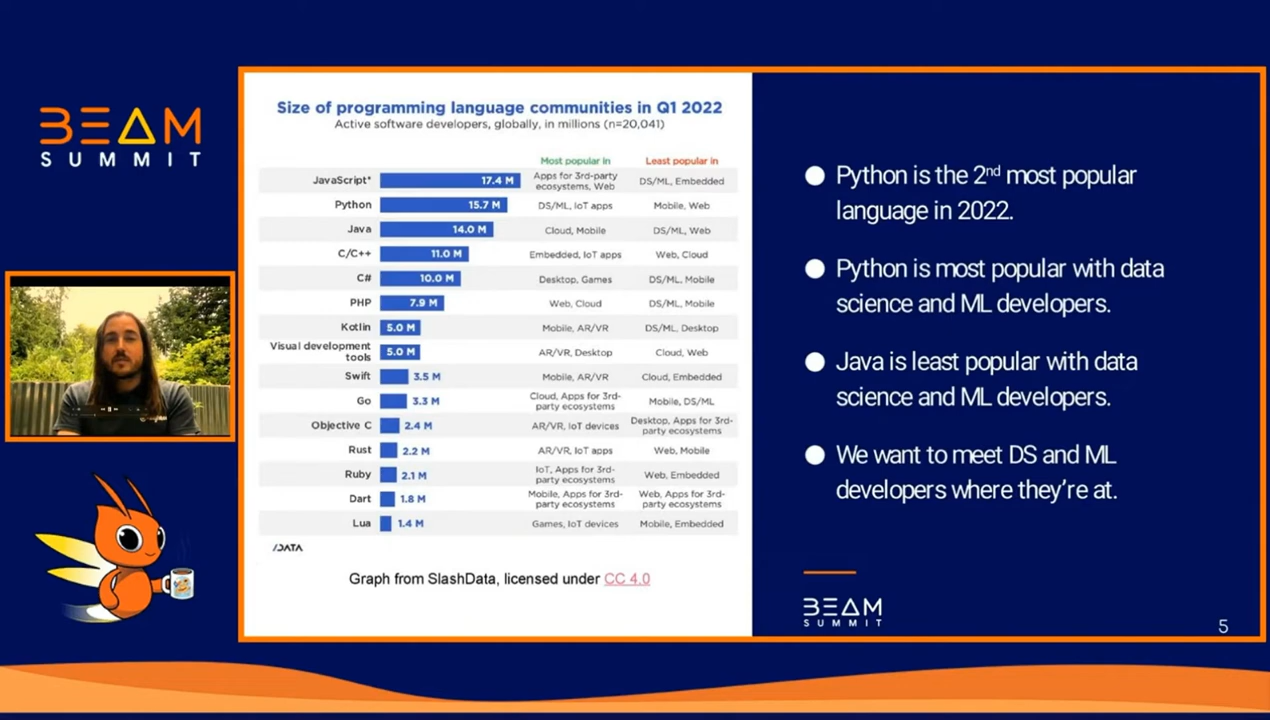 BEAM
SUMMIT
Size of programming language communities in Q1 2022
Active software developers, globally, in millions (n=20,041)
Most popular in Least popular in
JavaScript* 17.4 M Apps for 3rd-party ecosystems, Web DS/ML, Embedded
Python 15.7 M DS/ML, IoT apps Mobile, Web
Java 14.0 M Cloud, Mobile DS/ML, Web
C/C++ 11.0 M Embedded, IoT apps Web, Cloud
C# 10.0 M Desktop, Games DS/ML, Mobile
PHP 7.9 M Web, Cloud DS/ML, Mobile
Kotlin 5.0 M Mobile, AR/VR DS/ML, Desktop
Visual development tools 5.0 M AR/VR, Desktop Cloud, Web
Swift 3.5 M Mobile, AR/VR Cloud, Embedded
Go 3.3 M Cloud, Apps for 3rd-party ecosystems Mobile, DS/ML
Objective C 2.4 M AR/VR, IoT devices Desktop, Apps for 3rd-party ecosystems
Rust 2.2 M AR/VR, IoT apps Web, Mobile
Ruby 2.1 M IoT, Apps for 3rd-party ecosystems Web, Embedded
Dart 1.8 M Mobile, Apps for 3rd-party ecosystems Web, Apps for 3rd-party ecosystems
Lua 1.4 M Games, IoT devices Mobile, Embedded
/DATA
Graph from SlashData, licensed under CC 4.0
Python is the 2nd most popular
language in 2022.
Python is most popular with data
science and ML developers.
Java is least popular with data
science and ML developers.
We want to meet DS and ML
developers where they're at.
BEAM
SUMMIT
5